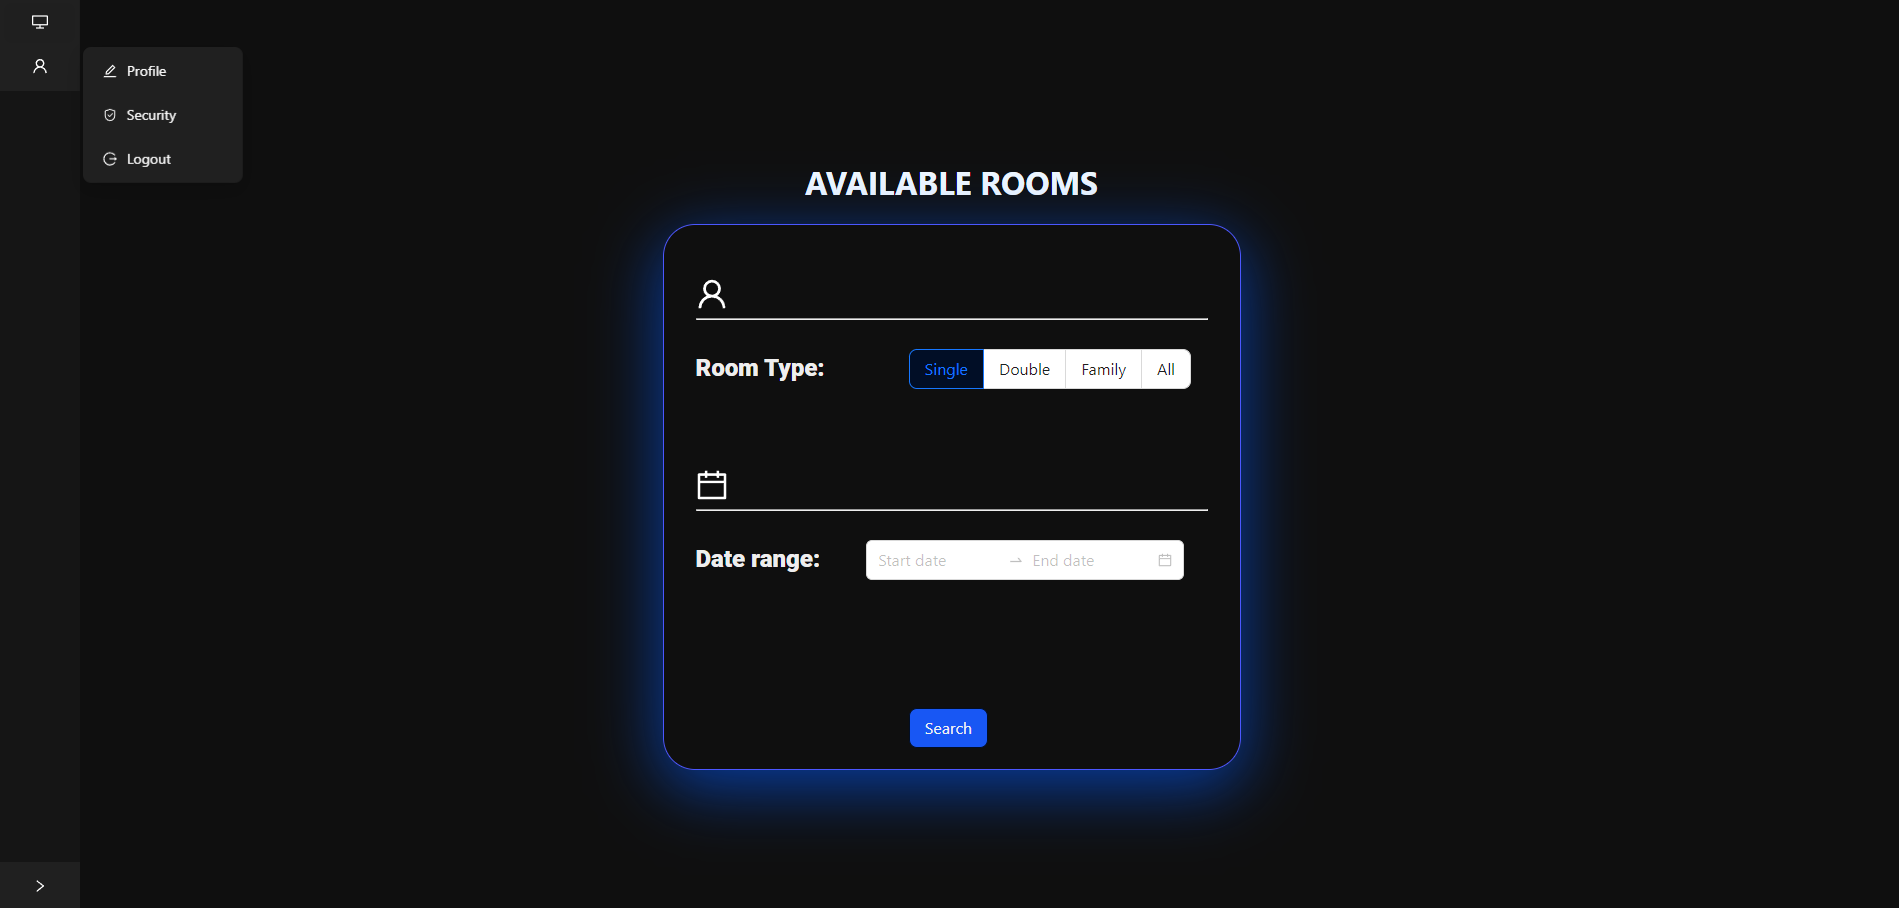 Profile
Security
Logout
AVAILABLE ROOMS
Room Type: Single Double Family All
Date range: Start date End date
Search